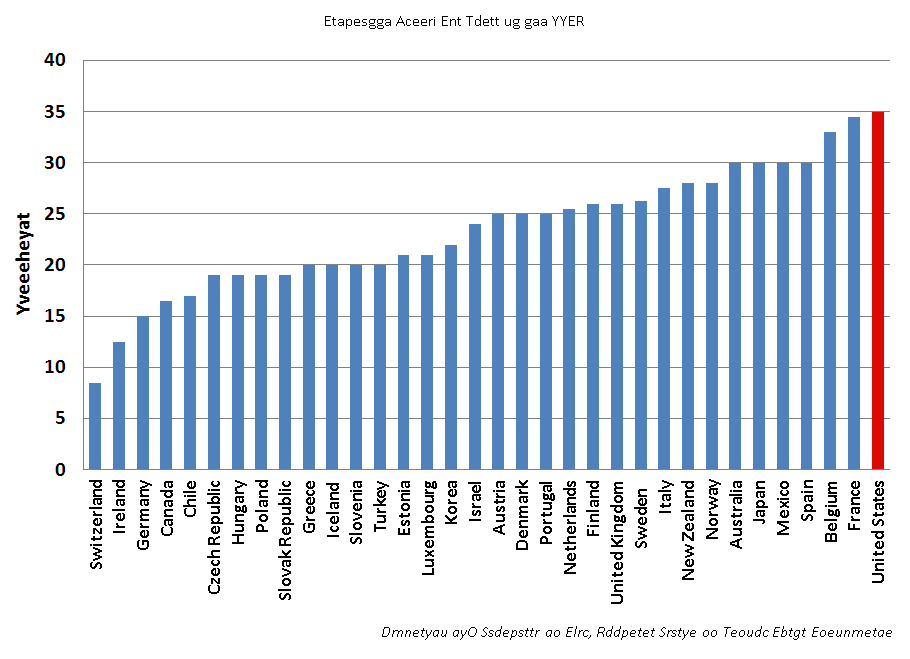 Etapesgga Aceeri Ent Tdett ug gaa YYER
40
35
30
25
20
15
10
5
0
Yveeeheyat
Switzerland
Ireland
Germany
Canada
Chile
Czech Republic
Hungary
Poland
Slovak Republic
Greece
Iceland
Slovenia
Turkey
Estonia
Luxembourg
Korea
Israel
Austria
Denmark
Portugal
Netherlands
Finland
United Kingdom
Sweden
Italy
New Zealand
Norway
Australia
Japan
Mexico
Spain
Belgium
France
United States
Dmnetyau ayO Ssdepsttr ao Elrc, Rddpetet Srstye oo Teoudc Ebtgt Eoeunmetae